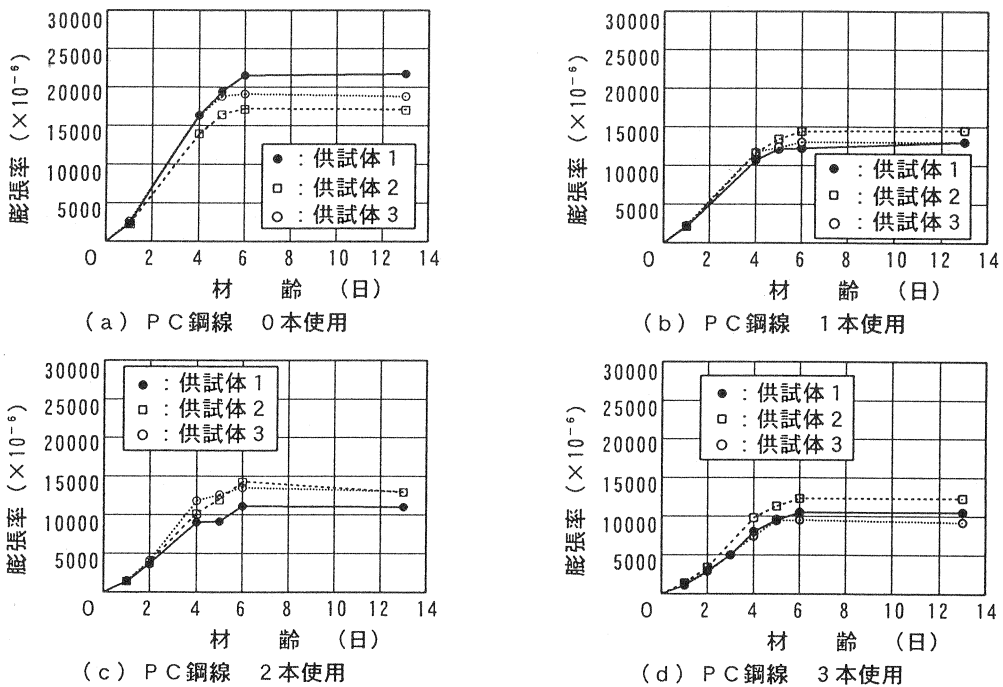 膨張率 (×10⁻⁶)
30000
25000
20000
15000
10000
5000
0 2 4 6 8 10 12 14
● : 供試体1
□ : 供試体2
○ : 供試体3
材 齢 (日)
(a) PC鋼線 0本使用
膨張率 (×10⁻⁶)
30000
25000
20000
15000
10000
5000
0 2 4 6 8 10 12 14
● : 供試体1
□ : 供試体2
○ : 供試体3
材 齢 (日)
(b) PC鋼線 1本使用
膨張率 (×10⁻⁶)
30000
25000
20000
15000
10000
5000
0 2 4 6 8 10 12 14
● : 供試体1
□ : 供試体2
○ : 供試体3
材 齢 (日)
(c) PC鋼線 2本使用
膨張率 (×10⁻⁶)
30000
25000
20000
15000
10000
5000
0 2 4 6 8 10 12 14
● : 供試体1
□ : 供試体2
○ : 供試体3
材 齢 (日)
(d) PC鋼線 3本使用